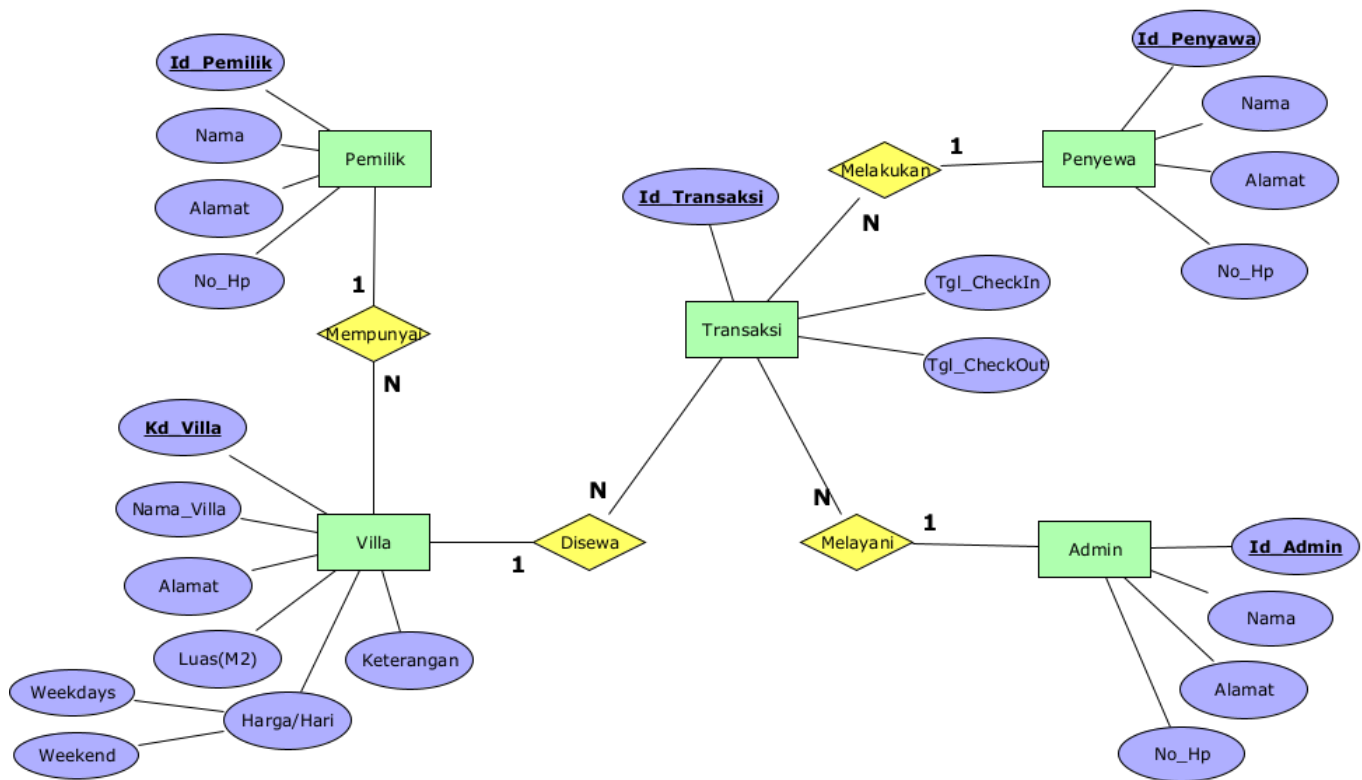 Id_Pemilik
Nama
Alamat
No_Hp
Pemilik
1
Mempunyai
N
Kd_Villa
Nama_Villa
Alamat
Luas(M2)
Harga/Hari
Weekdays
Weekend
Keterangan
Villa
1
Disewa
N
Id_Transaksi
Transaksi
Tgl_CheckIn
Tgl_CheckOut
N
Melakukan
1
Penyewa
Id_Penyawa
Nama
Alamat
No_Hp
N
Melayani
1
Admin
Id_Admin
Nama
Alamat
No_Hp